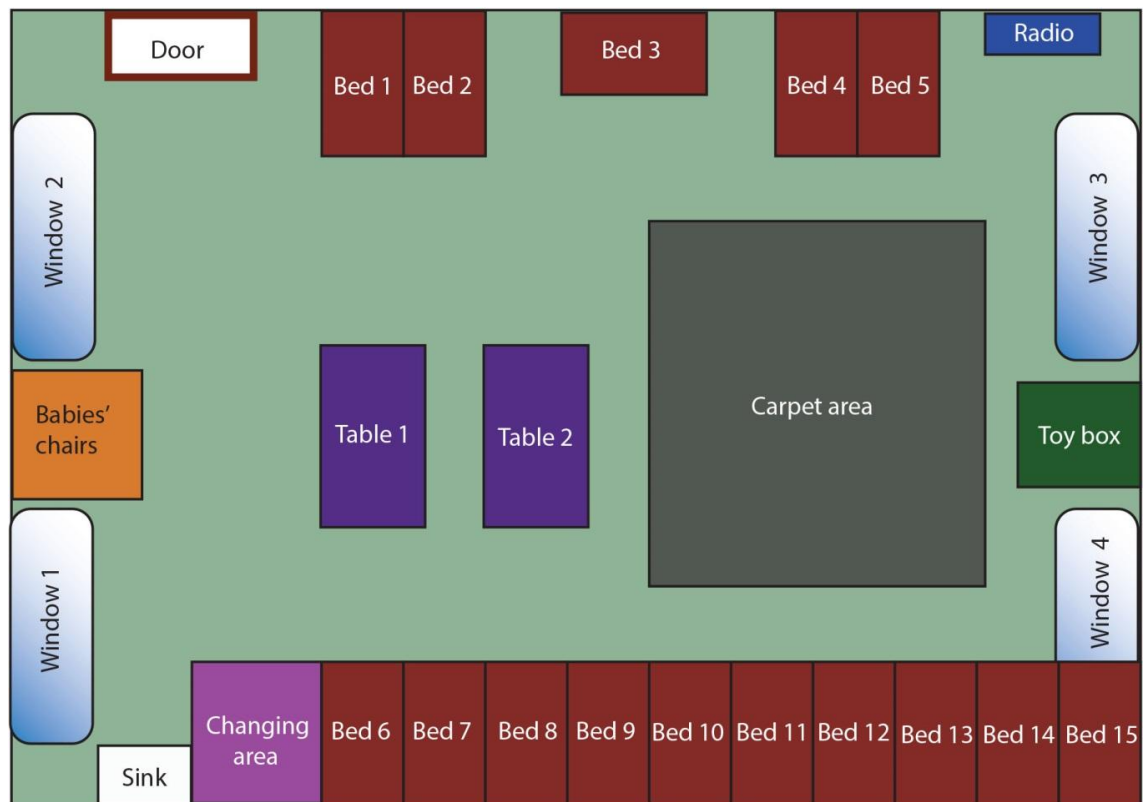 Door
Bed 1
Bed 2
Bed 3
Bed 4
Bed 5
Radio
Window 2
Window 3
Babies’
chairs
Table 1
Table 2
Carpet area
Toy box
Window 1
Window 4
Changing
area
Bed 6
Bed 7
Bed 8
Bed 9
Bed 10
Bed 11
Bed 12
Bed 13
Bed 14
Bed 15
Sink